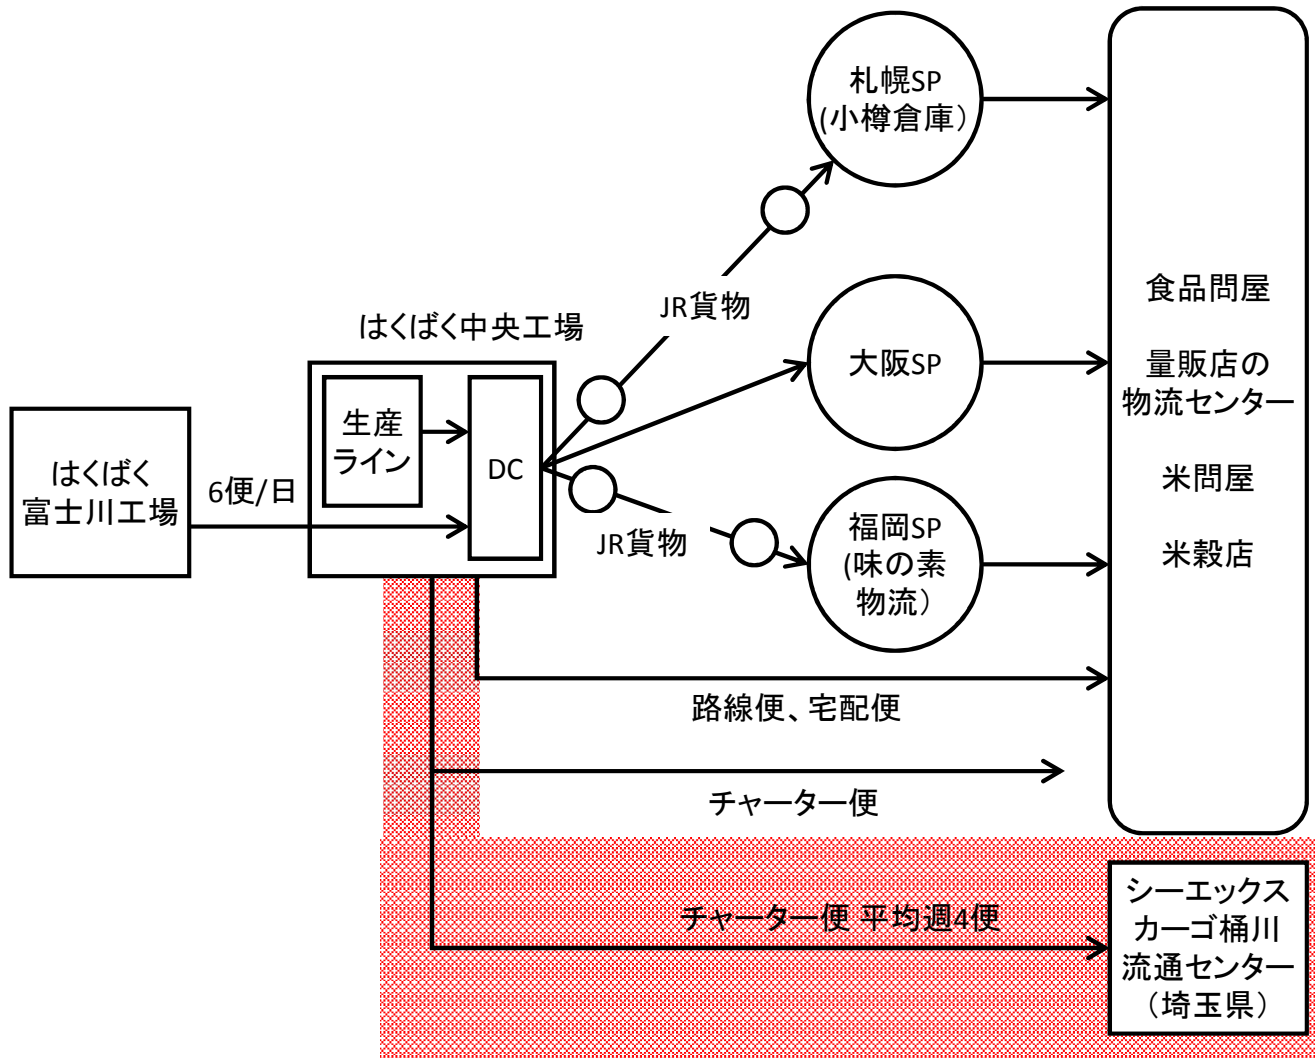 札幌SP
(小樽倉庫）
JR貨物
はくばく中央工場
大阪SP
食品問屋
量販店の
物流センター
米問屋
米穀店
生産
ライン
DC
はくばく
富士川工場
6便/日
JR貨物
福岡SP
(味の素
物流）
路線便、宅配便
チャーター便
チャーター便 平均週4便
シーエックス
カーゴ桶川
流通センター
（埼玉県）